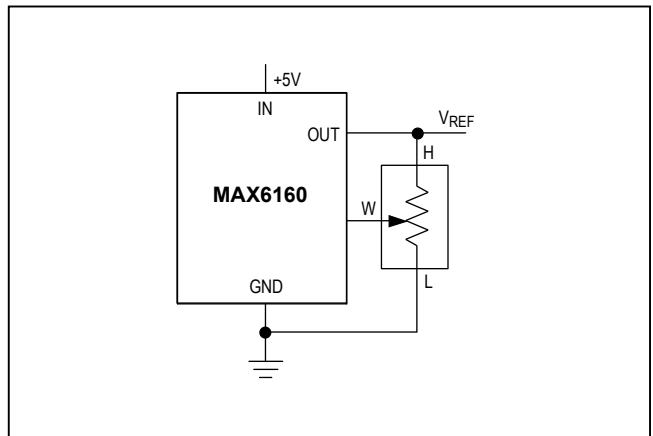 +5V
IN
OUT
VREF
H
MAX6160
W
L
GND